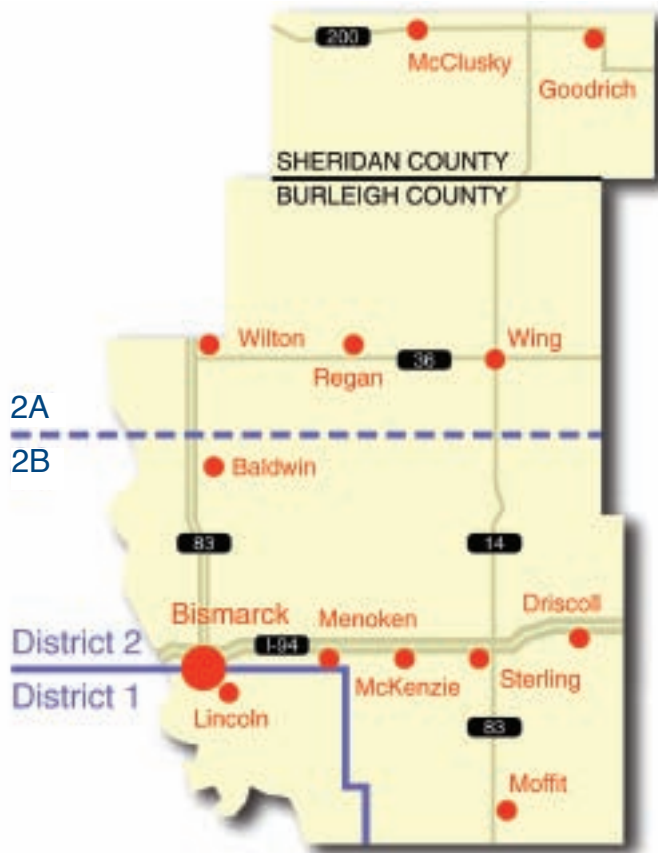 200
McClusky
Goodrich
SHERIDAN COUNTY
BURLEIGH COUNTY
Wilton
Regan
36
Wing
2A
2B
Baldwin
83
14
Bismarck
Menoken
Driscoll
District 2
I-94
District 1
Lincoln
McKenzie
Sterling
83
Moffit